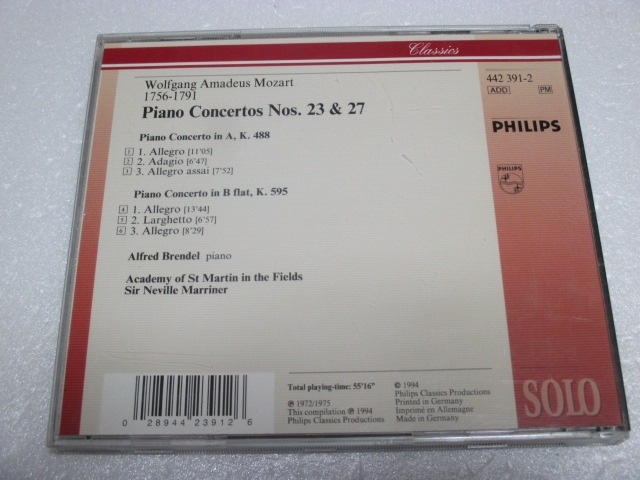 Classics
Wolfgang Amadeus Mozart
1756-1791
Piano Concertos Nos. 23 & 27
442 391-2
ADD PM
PHILIPS
PHILIPS
Piano Concerto in A, K. 488
1 1. Allegro [11'05]
2 2. Adagio [6'47]
3 3. Allegro assai [7'52]
Piano Concerto in B flat, K. 595
4 1. Allegro [13'44]
5 2. Larghetto [6'57]
6 3. Allegro [8'29]
Alfred Brendel piano
Academy of St Martin in the Fields
Sir Neville Marriner
0 28944 23912 6
Total playing-time: 55'16"
℗ 1972/1975
This compilation ℗ 1994
Philips Classics Productions
© 1994
Philips Classics Productions
Printed in Germany
Imprimé en Allemagne
Made in Germany
SOLO